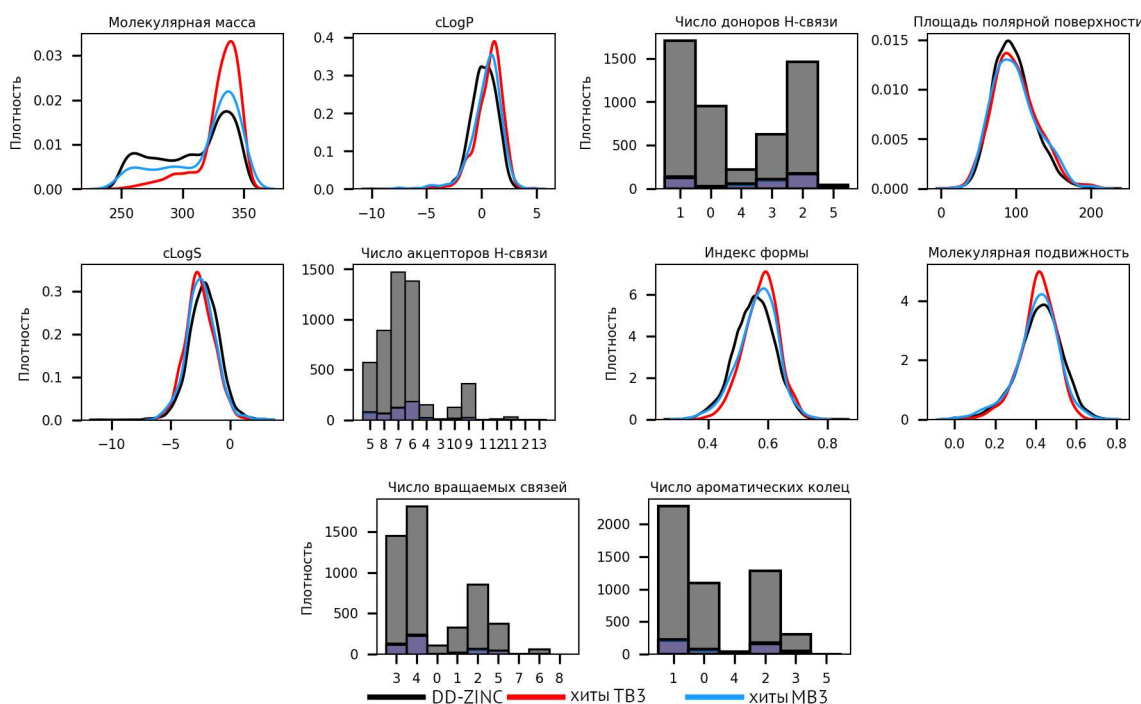 Молекулярная масса
cLogP
Число доноров Н-связи
Площадь полярной поверхности
Плотность
0.03
0.02
0.01
0.00
250 300 350
0.4
0.3
0.2
0.1
0.0
−10 −5 0 5
1500
1000
500
0
1 0 4 3 2 5
0.015
0.010
0.005
0.000
0 100 200
cLogS
Число акцепторов Н-связи
Индекс формы
Молекулярная подвижность
Плотность
0.3
0.2
0.1
0.0
−10 −5 0
1500
1000
500
0
5 8 7 6 4 3 10 9 1 12 11 2 13
Плотность
6
4
2
0
0.4 0.6 0.8
4
2
0
0.0 0.2 0.4 0.6 0.8
Число вращаемых связей
Число ароматических колец
Плотность
1500
1000
500
0
3 4 0 1 2 5 7 6 8
2000
1500
1000
500
0
1 0 4 2 3 5
DD-ZINC хиты ТВ3 хиты МВ3